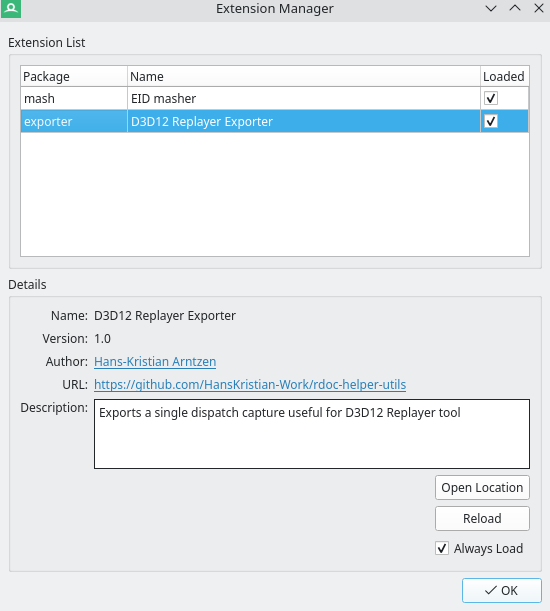 Extension Manager
Extension List
Package Name Loaded
mash EID masher
exporter D3D12 Replayer Exporter
Details
Name: D3D12 Replayer Exporter
Version: 1.0
Author: Hans-Kristian Arntzen
URL: https://github.com/HansKristian-Work/rdoc-helper-utils
Description: Exports a single dispatch capture useful for D3D12 Replayer tool
Open Location
Reload
Always Load
OK